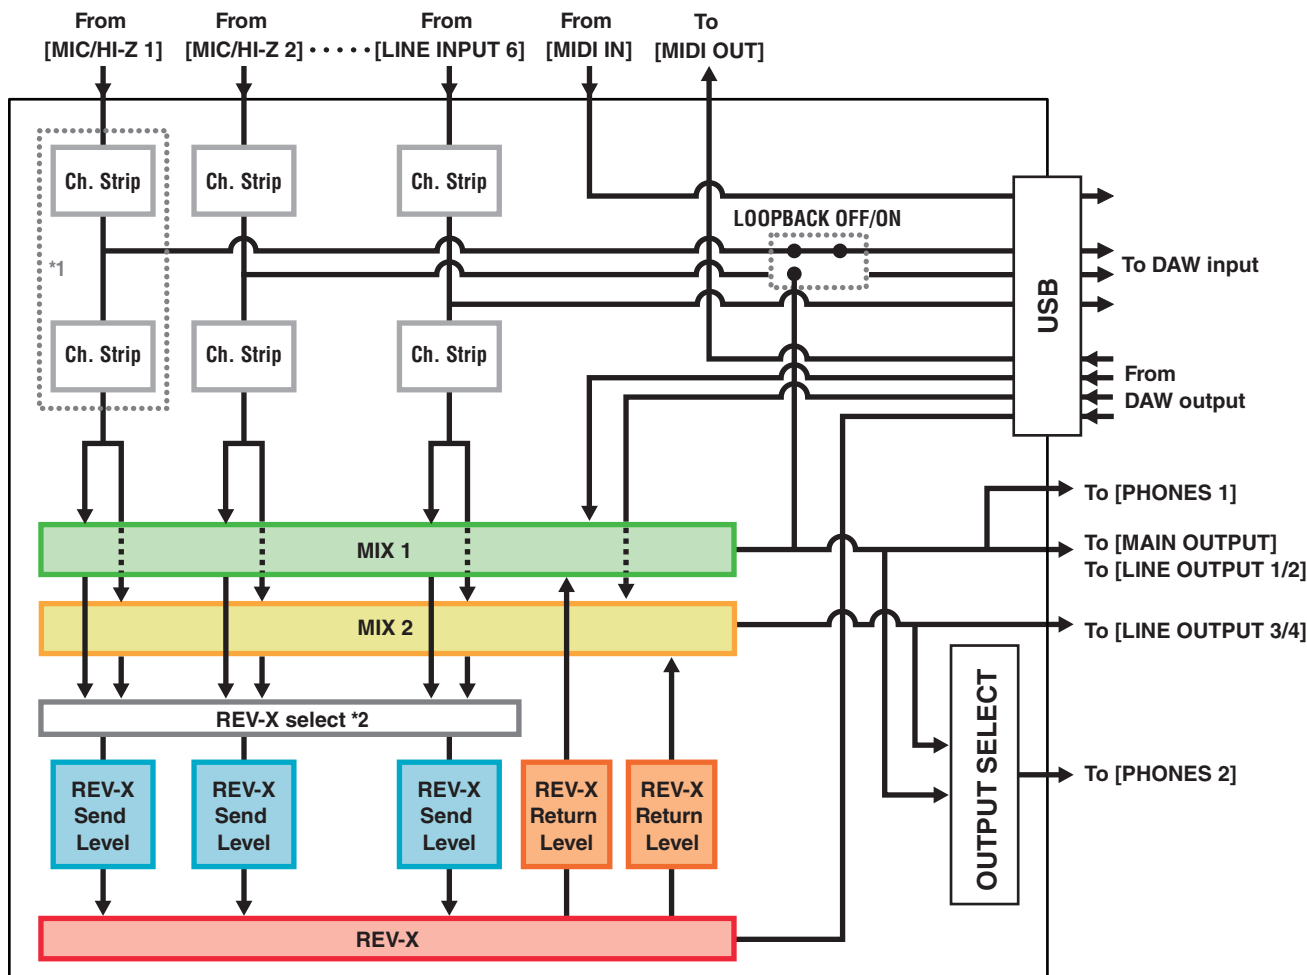 From
[MIC/HI-Z 1]
From
[MIC/HI-Z 2]
From
[LINE INPUT 6]
From
[MIDI IN]
To
[MIDI OUT]
Ch. Strip
Ch. Strip
Ch. Strip
LOOPBACK OFF/ON
*1
USB
To DAW input
Ch. Strip
Ch. Strip
Ch. Strip
From
DAW output
To [PHONES 1]
MIX 1
To [MAIN OUTPUT]
To [LINE OUTPUT 1/2]
MIX 2
To [LINE OUTPUT 3/4]
REV-X select *2
OUTPUT SELECT
To [PHONES 2]
REV-X
Send
Level
REV-X
Send
Level
REV-X
Send
Level
REV-X
Return
Level
REV-X
Return
Level
REV-X